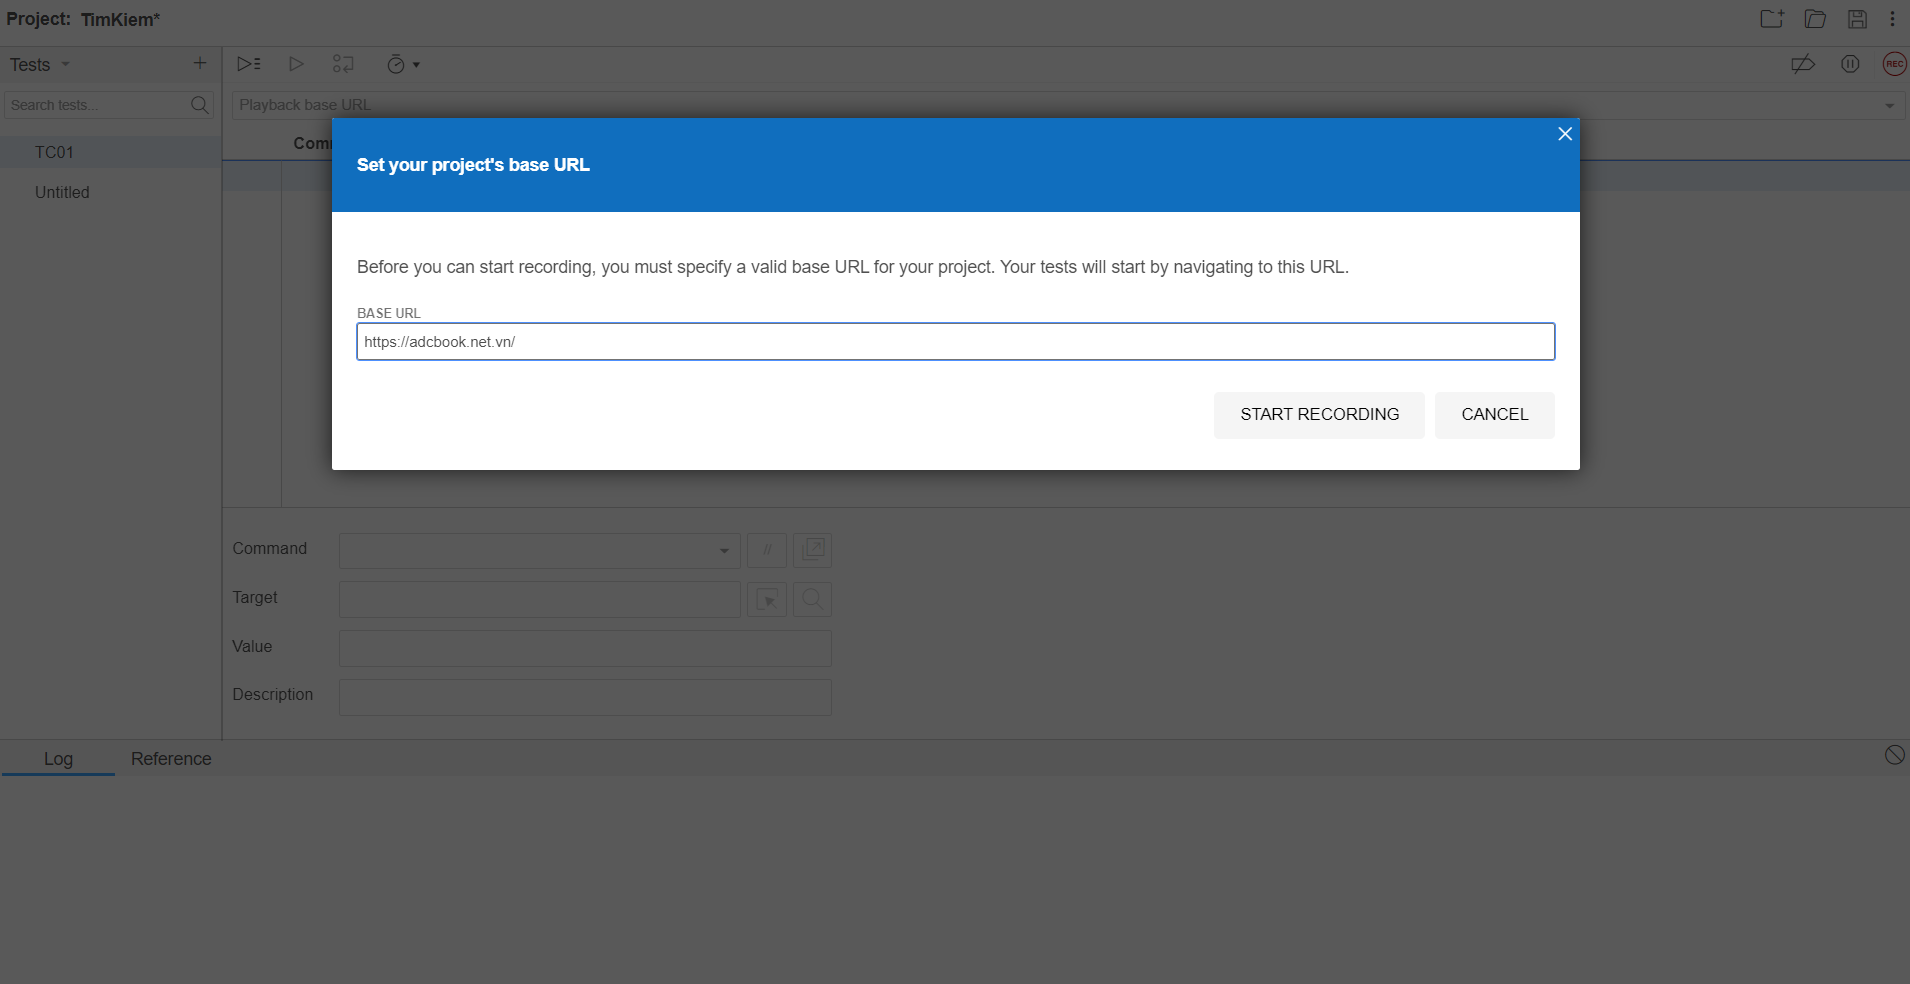 Project: TimKiem*
Tests
Search tests...
TC01
Untitled
REC
Playback base URL
Comm
Set your project's base URL
Before you can start recording, you must specify a valid base URL for your project. Your tests will start by navigating to this URL.
BASE URL
https://adcbook.net.vn/
START RECORDING
CANCEL
Command
//
Target
Value
Description
Log
Reference